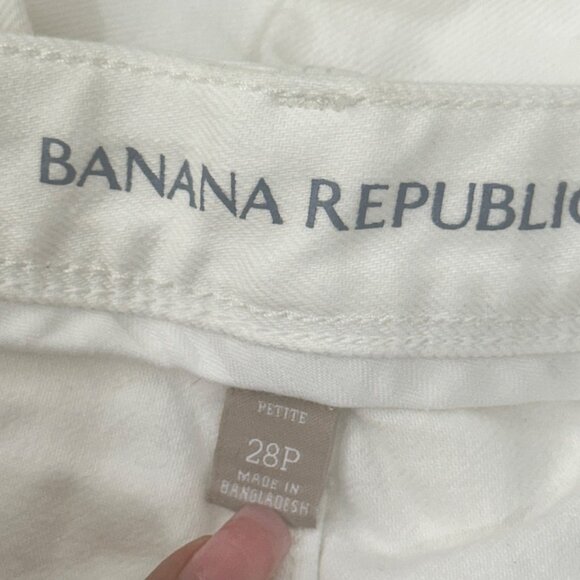 BANANA REPUBLIC
PETITE
28P
MADE IN
BANGLADESH